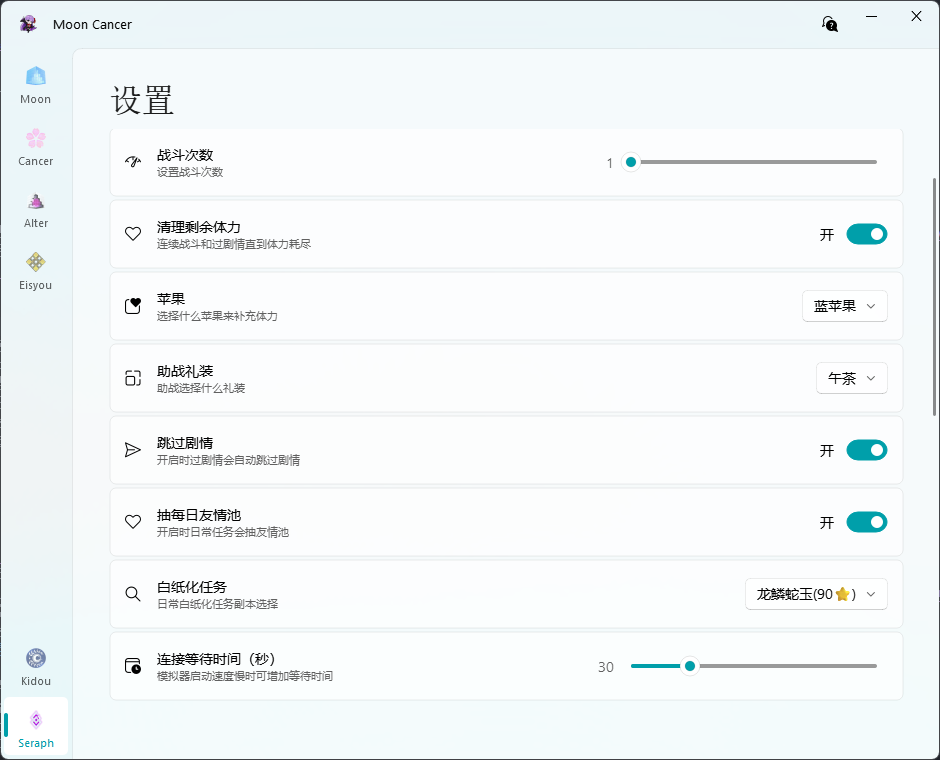 Moon Cancer
Moon
Cancer
Alter
Eisyou
Kidou
Seraph
设置
战斗次数
设置战斗次数
1
清理剩余体力
连续战斗和过剧情直到体力耗尽
开
苹果
选择什么苹果来补充体力
蓝苹果
助战礼装
助战选择什么礼装
午茶
跳过剧情
开启时过剧情会自动跳过剧情
开
抽每日友情池
开启时日常任务会抽友情池
开
白纸化任务
日常白纸化任务副本选择
龙鳞蛇玉(90⭐)
连接等待时间（秒）
模拟器启动速度慢时可增加等待时间
30